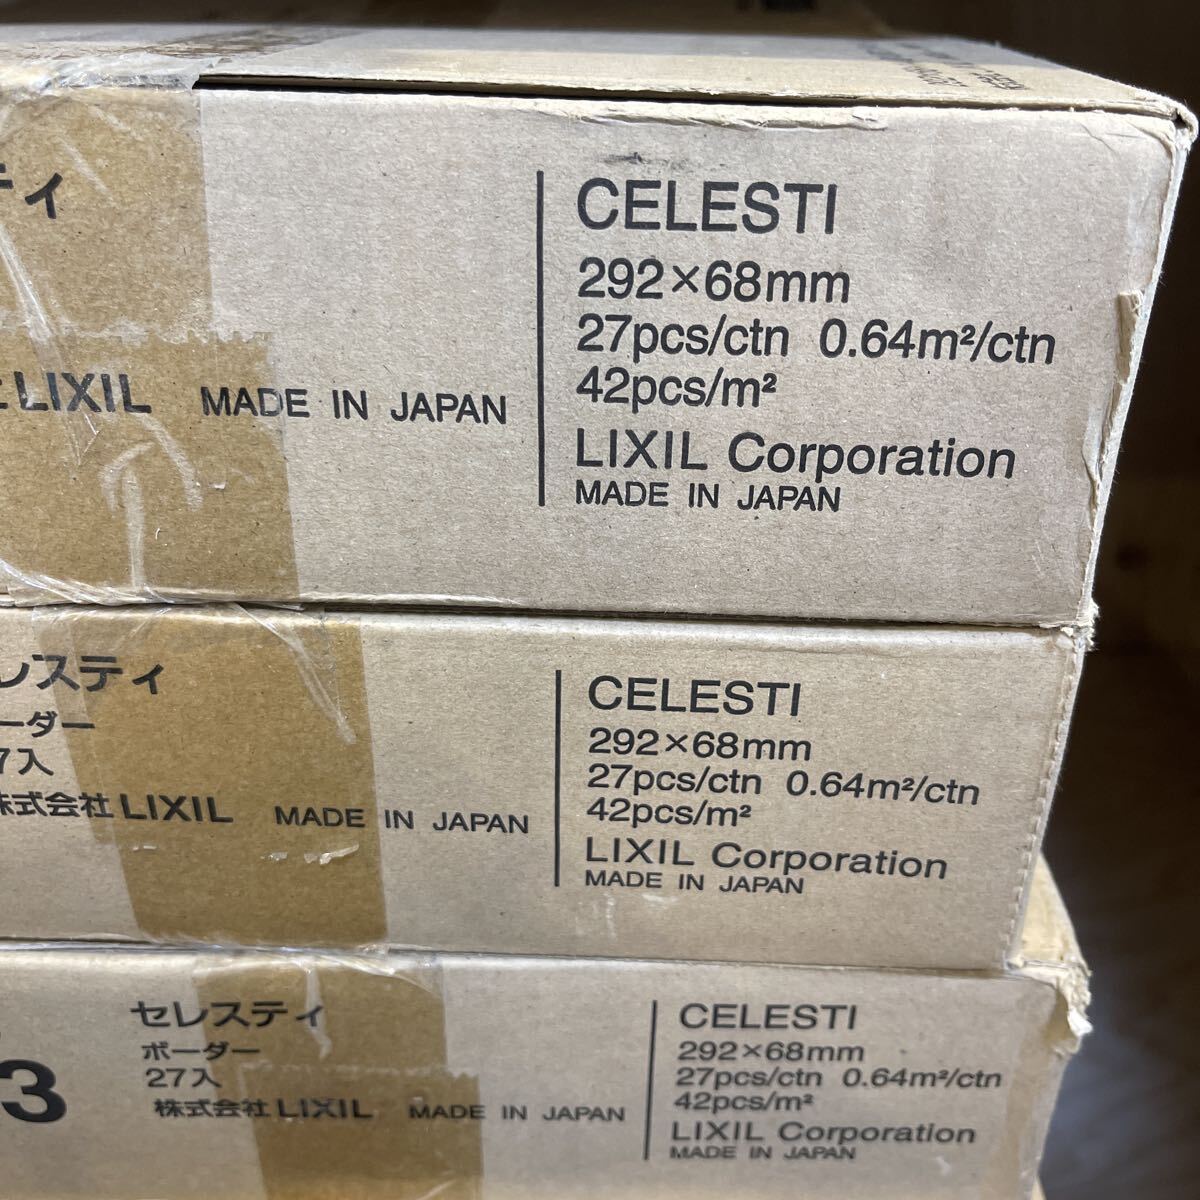 ティ
LIXIL MADE IN JAPAN
CELESTI
292×68mm
27pcs/ctn 0.64m²/ctn
42pcs/m²
LIXIL Corporation
MADE IN JAPAN
レスティ
ーダー
7入
株式会社 LIXIL MADE IN JAPAN
CELESTI
292×68mm
27pcs/ctn 0.64m²/ctn
42pcs/m²
LIXIL Corporation
MADE IN JAPAN
3
セレスティ
ボーダー
27入
株式会社 LIXIL MADE IN JAPAN
CELESTI
292×68mm
27pcs/ctn 0.64m²/ctn
42pcs/m²
LIXIL Corporation
MADE IN JAPAN